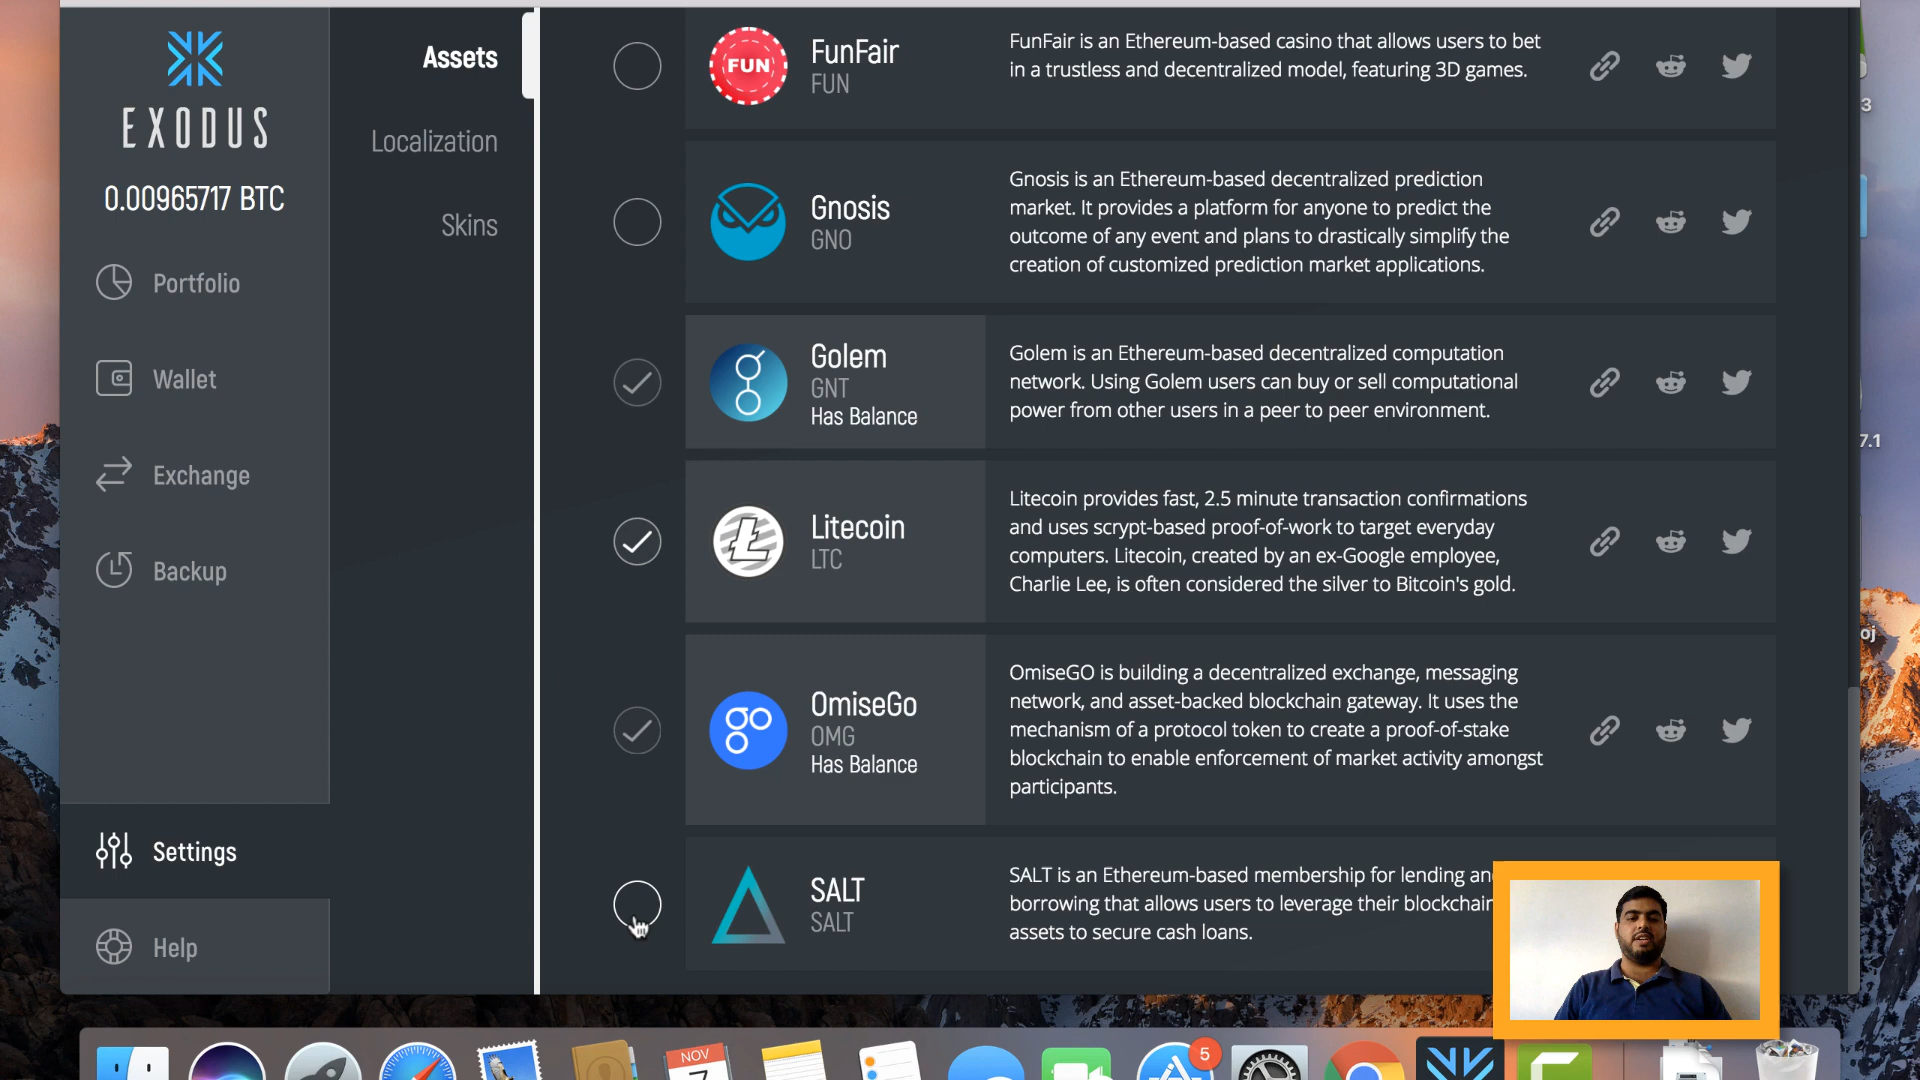 EXODUS
0.00965717 BTC
Portfolio
Wallet
Exchange
Backup
Settings
Help
Assets
Localization
Skins
FUN
FunFair
FUN
FunFair is an Ethereum-based casino that allows users to bet
in a trustless and decentralized model, featuring 3D games.
Gnosis
GNO
Gnosis is an Ethereum-based decentralized prediction
market. It provides a platform for anyone to predict the
outcome of any event and plans to drastically simplify the
creation of customized prediction market applications.
Golem
GNT
Has Balance
Golem is an Ethereum-based decentralized computation
network. Using Golem users can buy or sell computational
power from other users in a peer to peer environment.
Litecoin
LTC
Litecoin provides fast, 2.5 minute transaction confirmations
and uses scrypt-based proof-of-work to target everyday
computers. Litecoin, created by an ex-Google employee,
Charlie Lee, is often considered the silver to Bitcoin's gold.
OmiseGo
OMG
Has Balance
OmiseGO is building a decentralized exchange, messaging
network, and asset-backed blockchain gateway. It uses the
mechanism of a protocol token to create a proof-of-stake
blockchain to enable enforcement of market activity amongst
participants.
SALT
SALT
SALT is an Ethereum-based membership for lending an
borrowing that allows users to leverage their blockchain
assets to secure cash loans.
3
7.1
oj
NOV
7
5